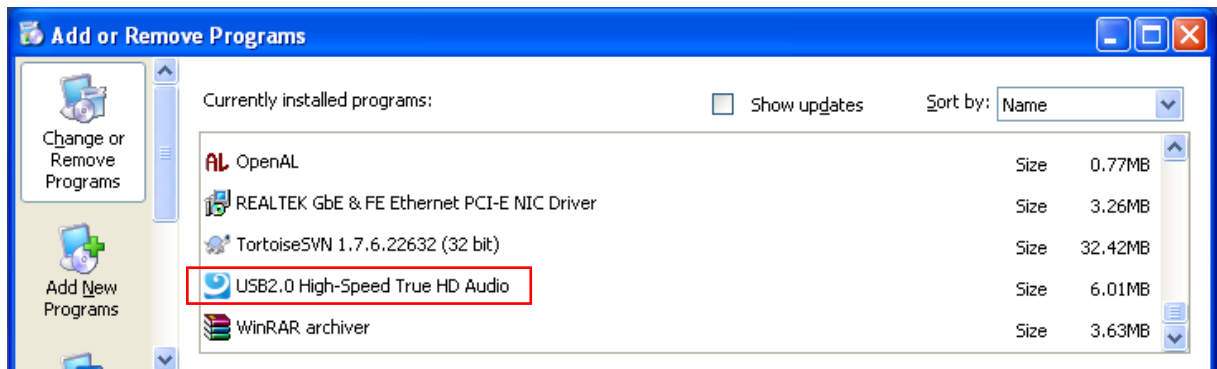 Add or Remove Programs
Change or
Remove
Programs
Add New
Programs
Currently installed programs:
Show updates
Sort by: Name
AL OpenAL Size 0.77MB
REALTEK GbE & FE Ethernet PCI-E NIC Driver Size 3.26MB
TortoiseSVN 1.7.6.22632 (32 bit) Size 32.42MB
USB2.0 High-Speed True HD Audio Size 6.01MB
WinRAR archiver Size 3.63MB